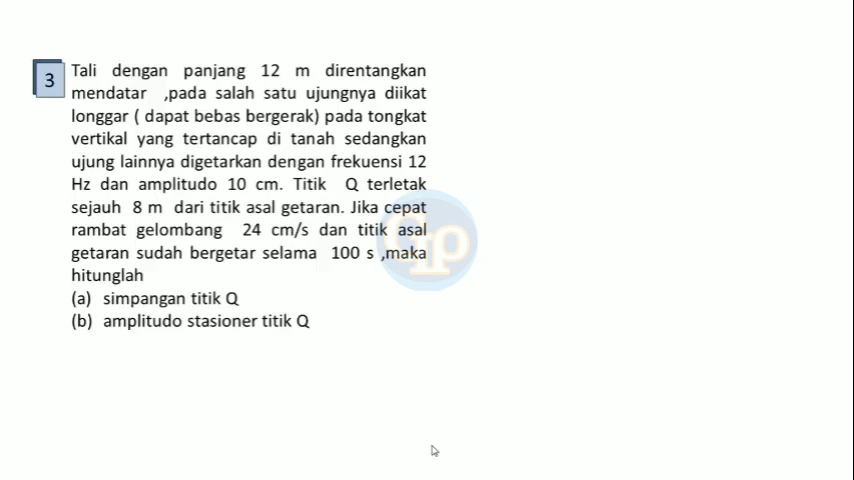 3
Tali dengan panjang 12 m direntangkan
mendatar ,pada salah satu ujungnya diikat
longgar ( dapat bebas bergerak) pada tongkat
vertikal yang tertancap di tanah sedangkan
ujung lainnya digetarkan dengan frekuensi 12
Hz dan amplitudo 10 cm. Titik Q terletak
sejauh 8 m dari titik asal getaran. Jika cepat
rambat gelombang 24 cm/s dan titik asal
getaran sudah bergetar selama 100 s ,maka
hitunglah
(a) simpangan titik Q
(b) amplitudo stasioner titik Q